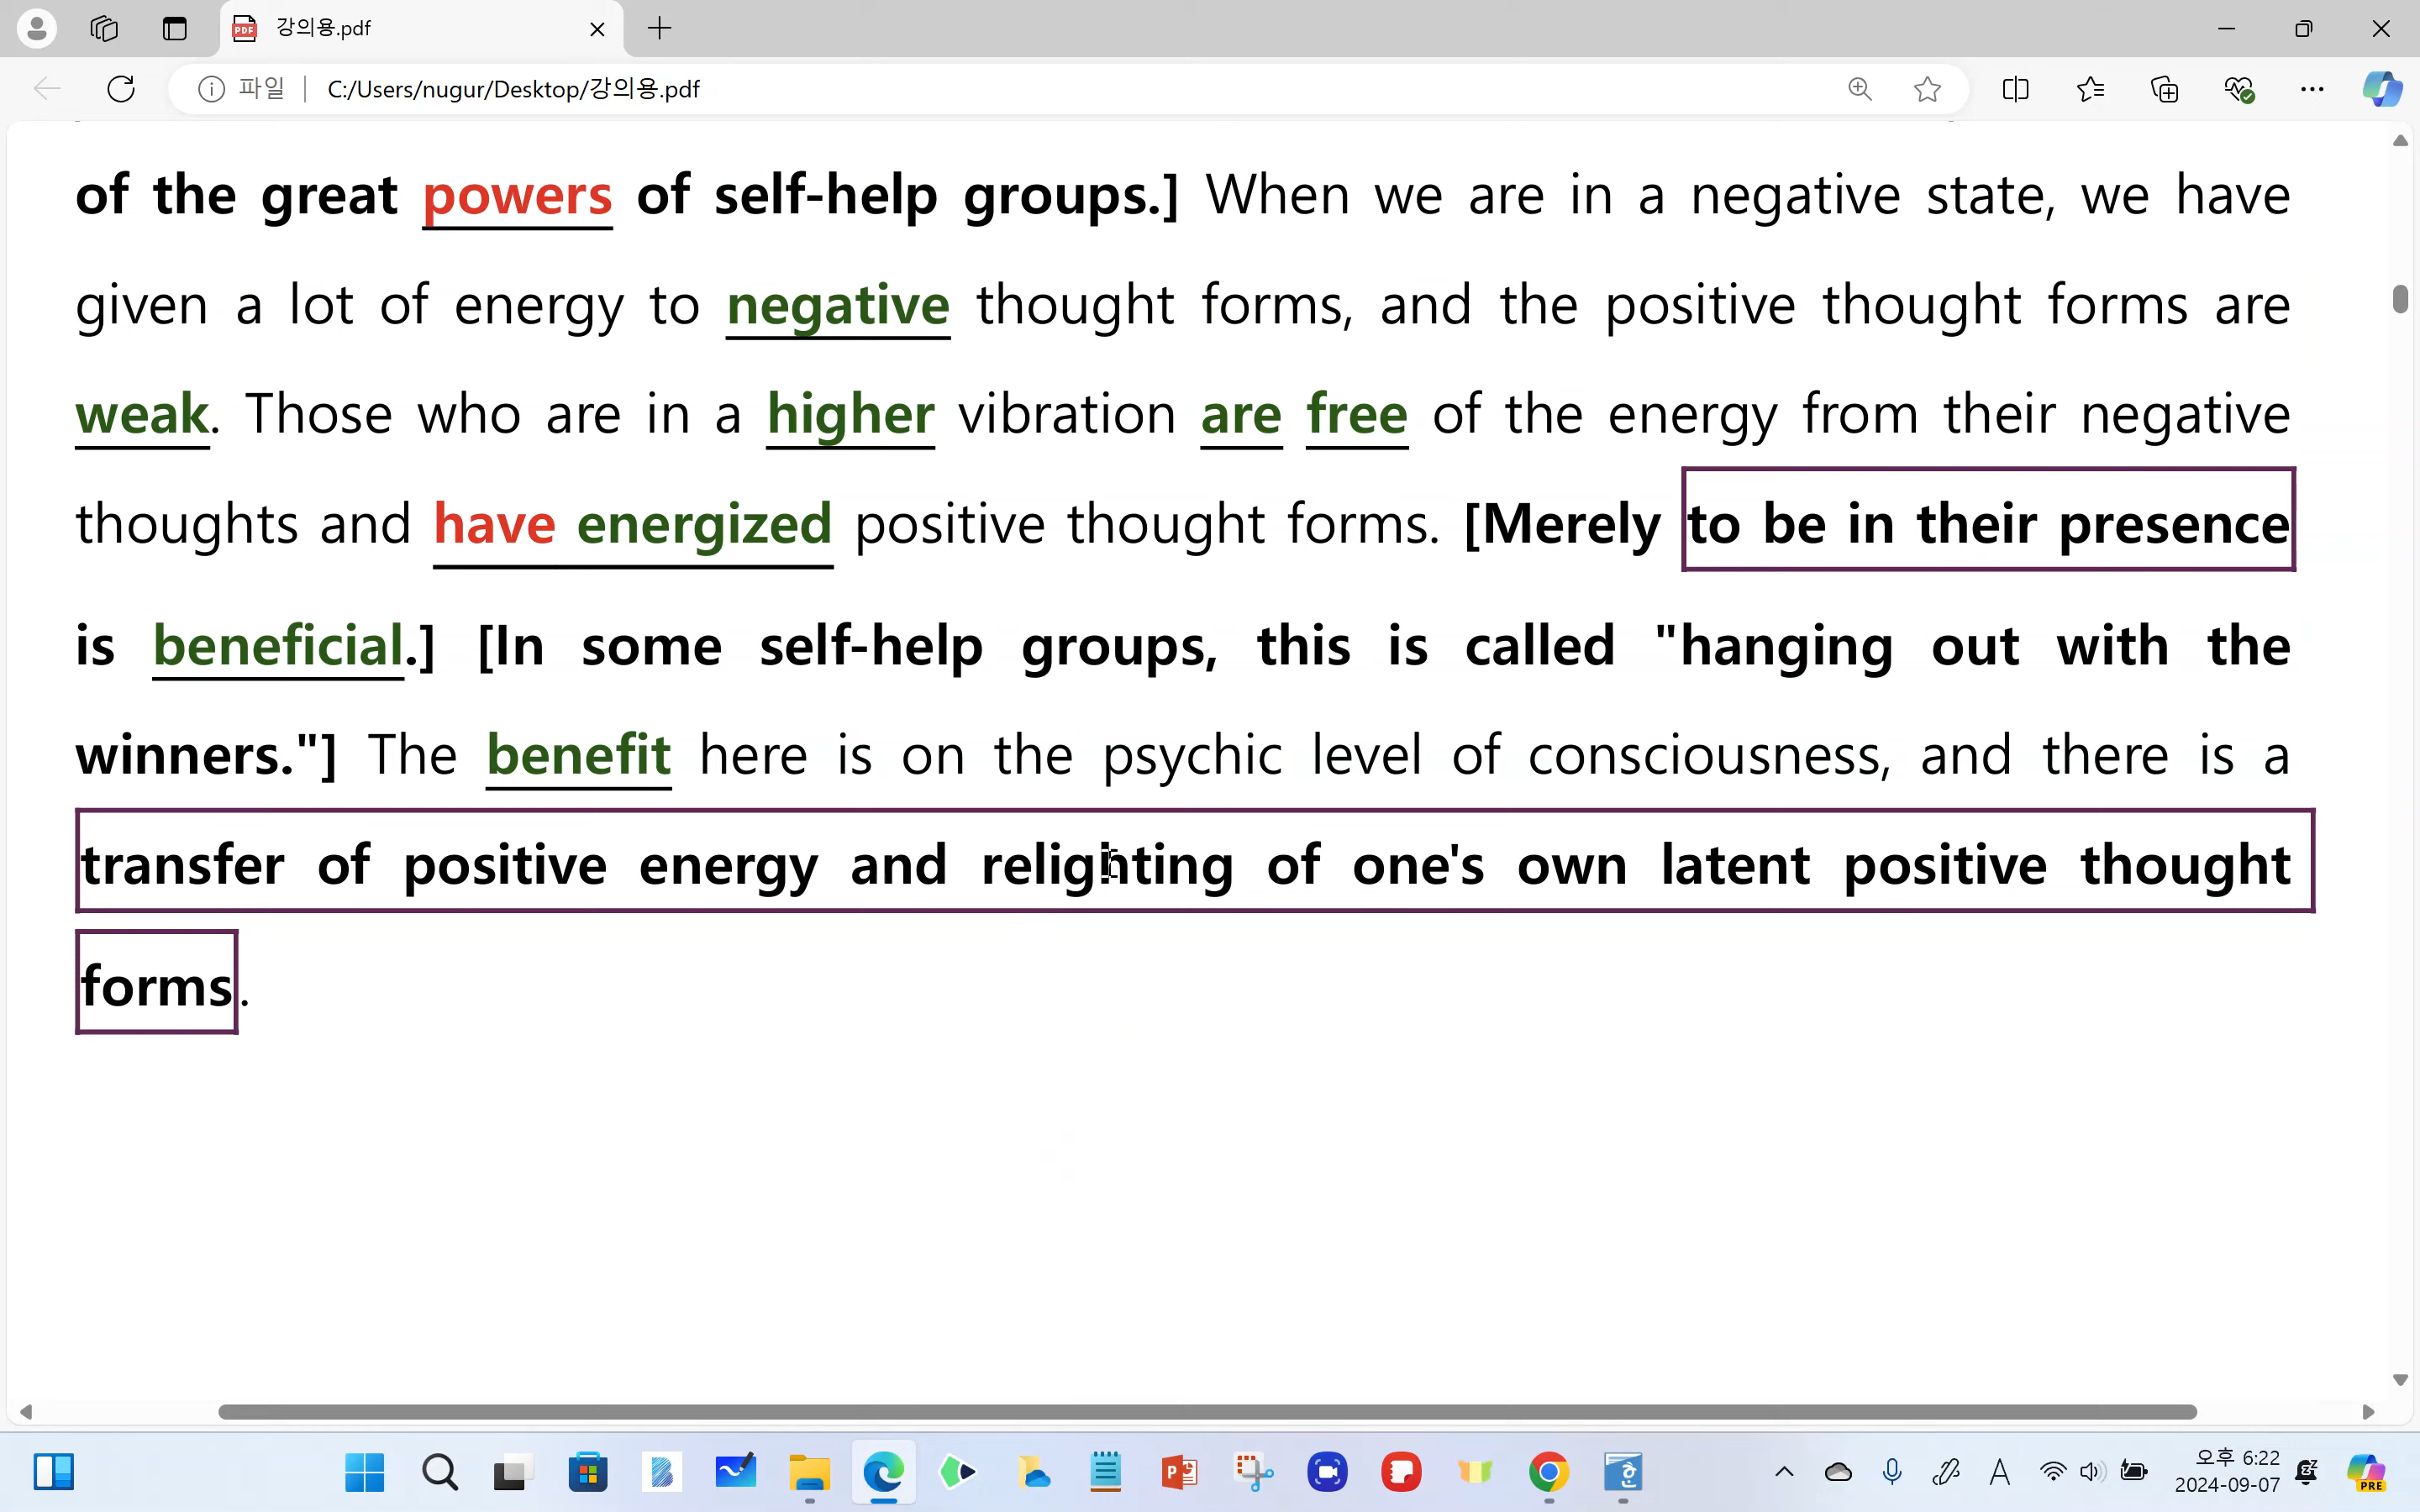 강의용.pdf
파일 C:/Users/nugur/Desktop/강의용.pdf
of the great powers of self-help groups.] When we are in a negative state, we have
given a lot of energy to negative thought forms, and the positive thought forms are
weak. Those who are in a higher vibration are free of the energy from their negative
thoughts and have energized positive thought forms. [Merely to be in their presence
is beneficial.] [In some self-help groups, this is called "hanging out with the
winners."] The benefit here is on the psychic level of consciousness, and there is a
transfer of positive energy and relighting of one's own latent positive thought
forms.
오후 6:22
2024-09-07